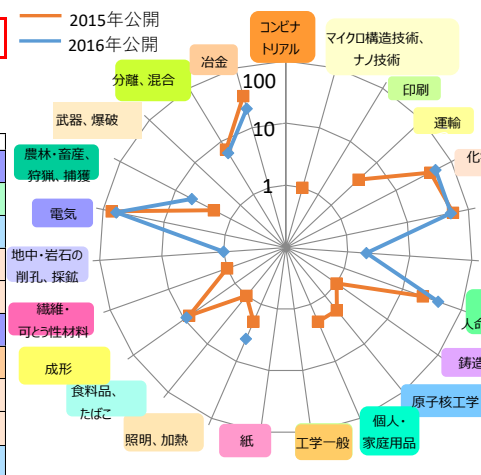 2015年公開
2016年公開
コンビナ
トリアル
マイクロ構造技術、
ナノ技術
印刷
運輸
化
人命
鋳造
原子核工学
個人・
家庭用品
工学一般
紙
照明、加熱
食料品、
たばこ
成形
繊維・
可とう性材料
地中・岩石の
削孔、採鉱
電気
農林・畜産、
狩猟、捕獲
武器、爆破
分離、混合
冶金
100
10
1